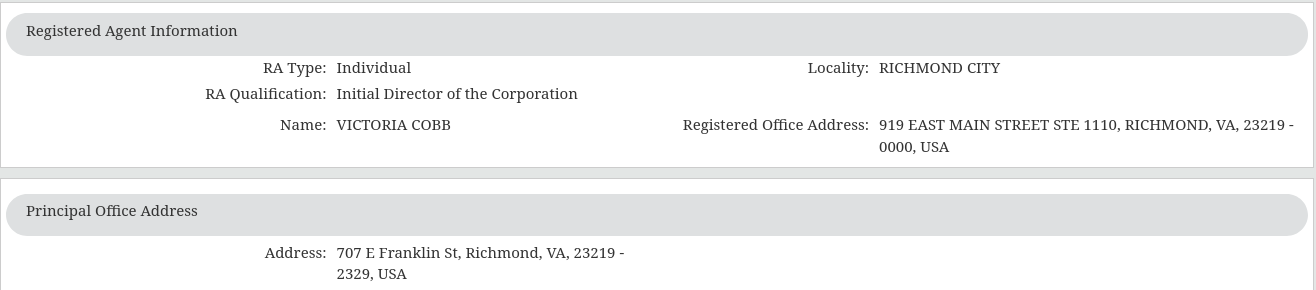 Registered Agent Information
RA Type: Individual Locality: RICHMOND CITY
RA Qualification: Initial Director of the Corporation
Name: VICTORIA COBB Registered Office Address: 919 EAST MAIN STREET STE 1110, RICHMOND, VA, 23219 -
0000, USA
Principal Office Address
Address: 707 E Franklin St, Richmond, VA, 23219 -
2329, USA